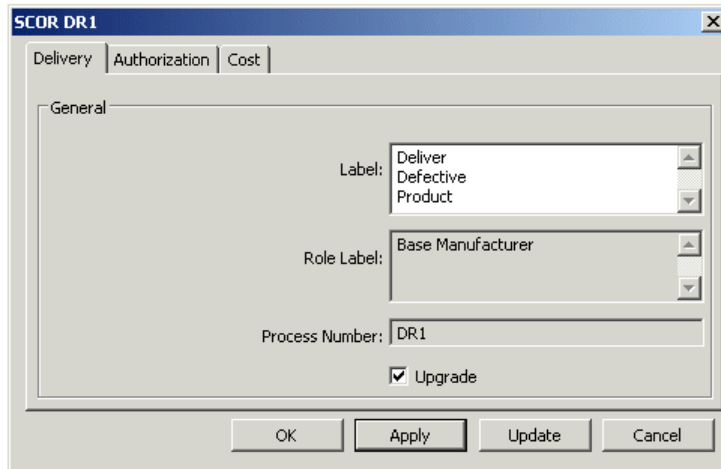 SCOR DR1
Delivery Authorization Cost
General
Label: Deliver
Defective
Product
Role Label: Base Manufacturer
Process Number: DR1
Upgrade
OK Apply Update Cancel